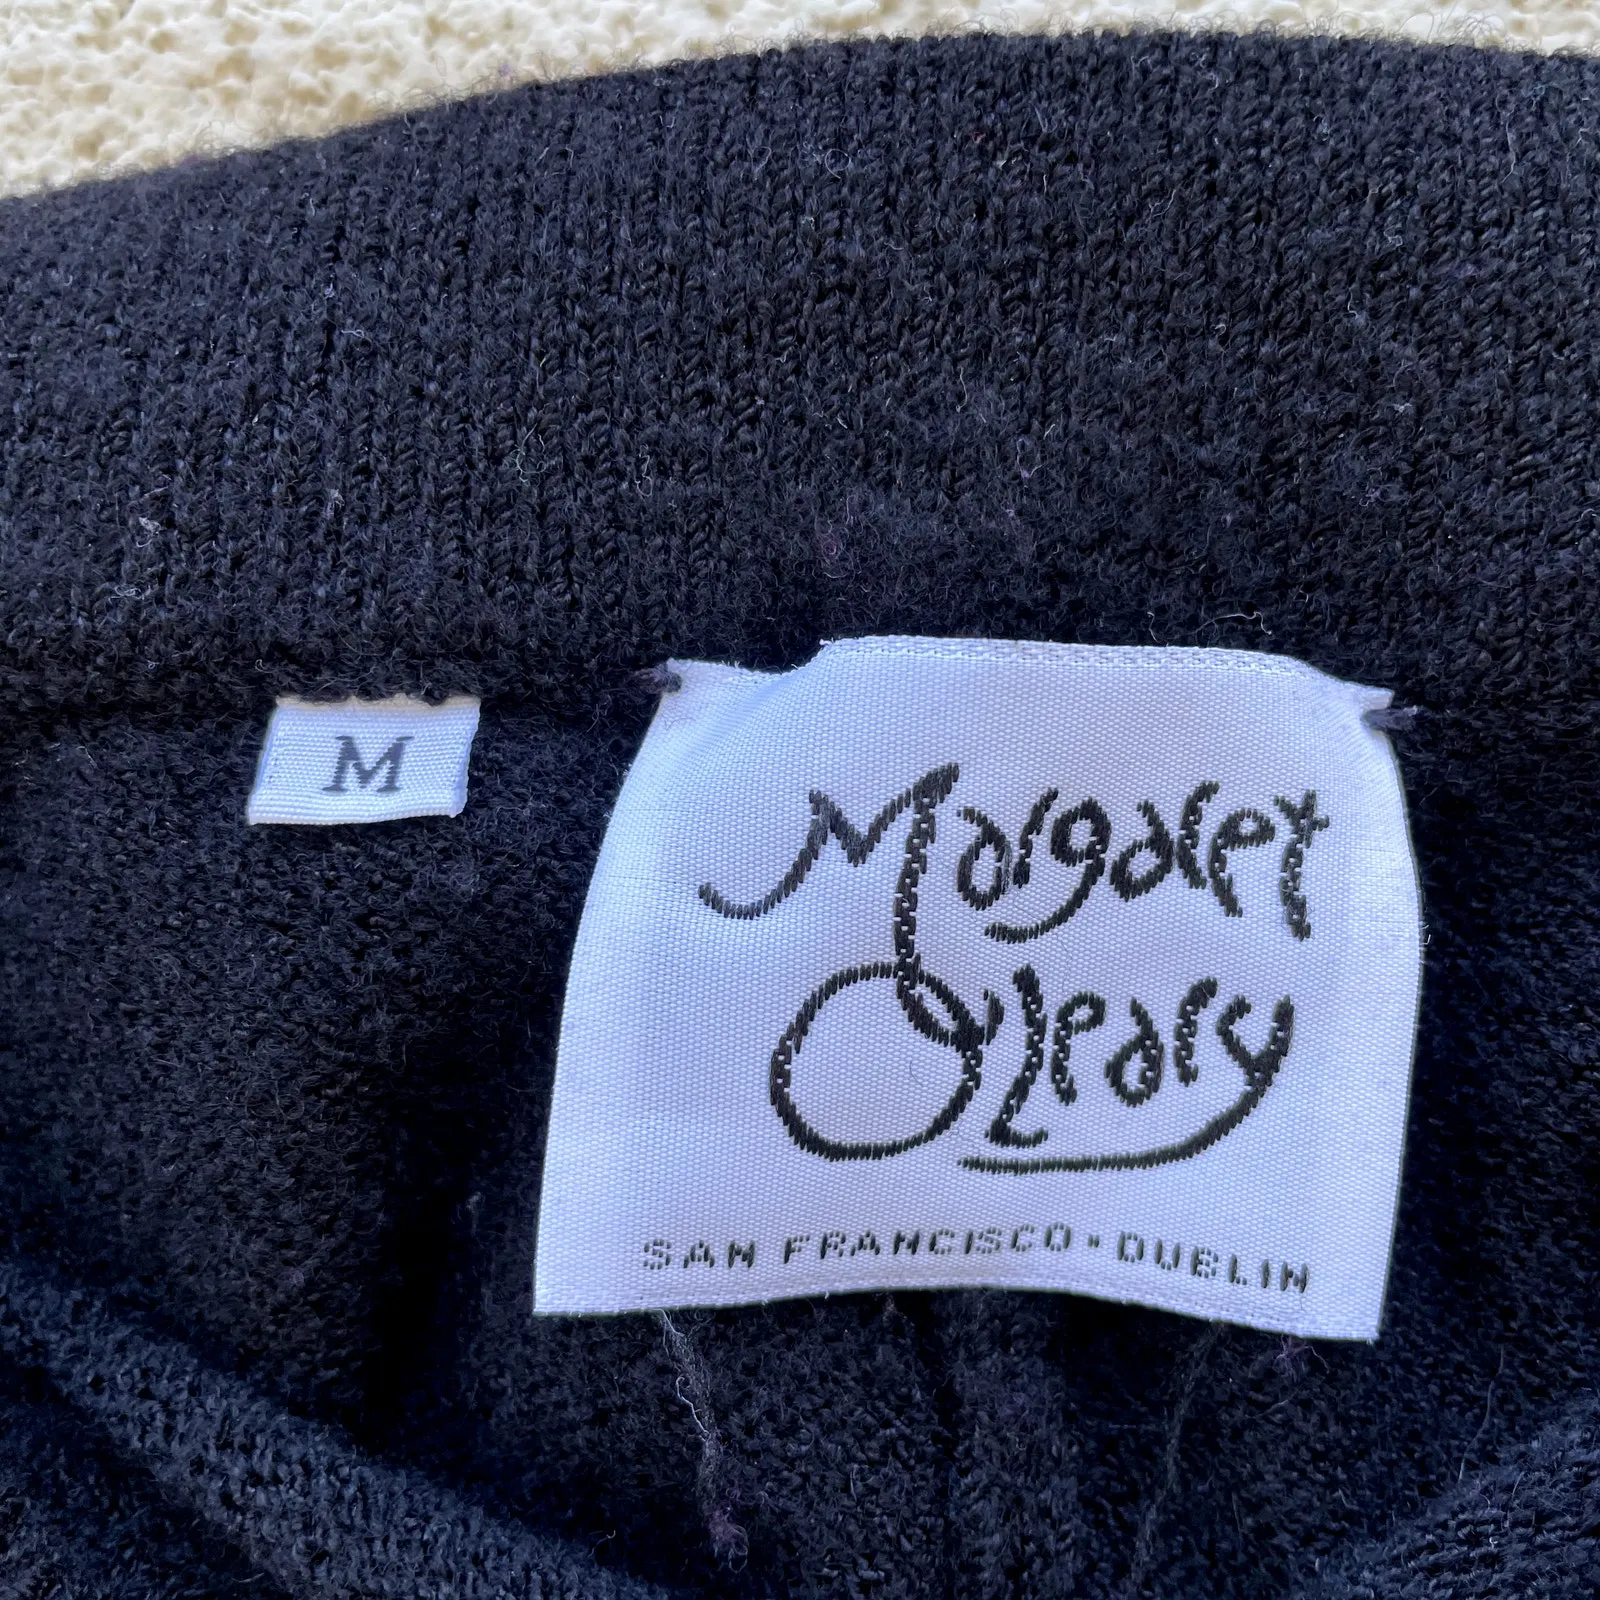 M
Margaret
O'Leary
SAN FRANCISCO · DUBLIN